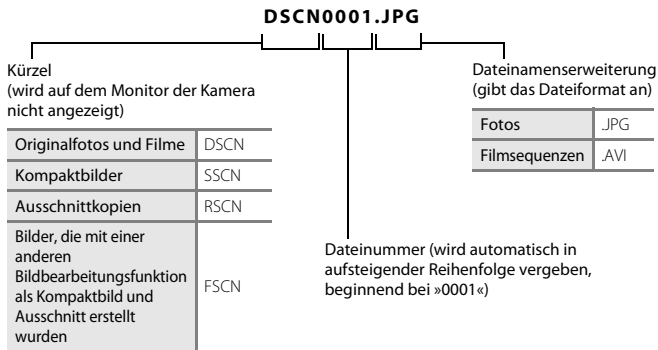 DSCN0001.JPG
Kürzel
(wird auf dem Monitor der Kamera
nicht angezeigt)
Originalfotos und Filme DSCN
Kompaktbilder SSCN
Ausschnittkopien RSCN
Bilder, die mit einer
anderen
Bildbearbeitungsfunktion
als Kompaktbild und
Ausschnitt erstellt
wurden
FSCN
Dateinummer (wird automatisch in
aufsteigender Reihenfolge vergeben,
beginnend bei »0001«)
Dateinamenserweiterung
(gibt das Dateiformat an)
Fotos .JPG
Filmsequenzen .AVI